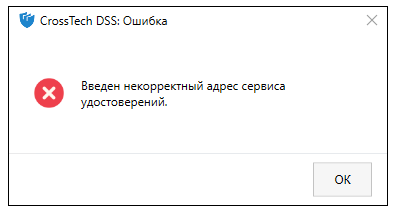 CrossTech DSS: Ошибка
Введен некорректный адрес сервиса
удостоверений.
OK